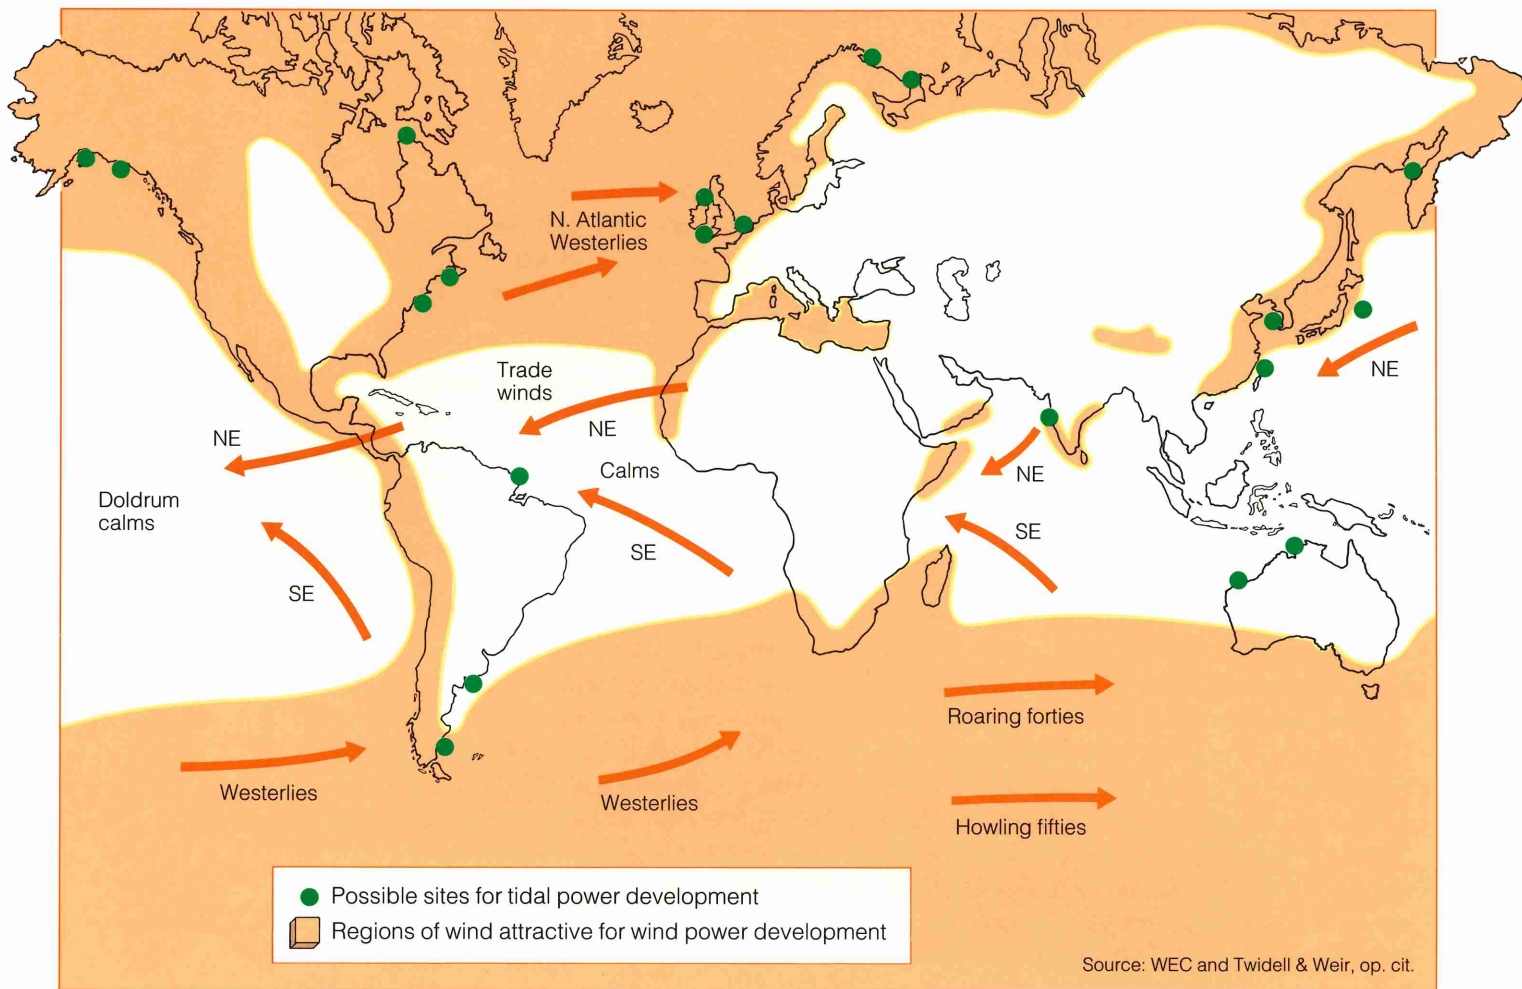 N. Atlantic
Westerlies
Trade
winds
NE
NE
NE
NE
Calms
Doldrum
calms
SE
SE
SE
Roaring forties
Westerlies
Westerlies
Howling fifties
Possible sites for tidal power development
Regions of wind attractive for wind power development
Source: WEC and Twidell & Weir, op. cit.